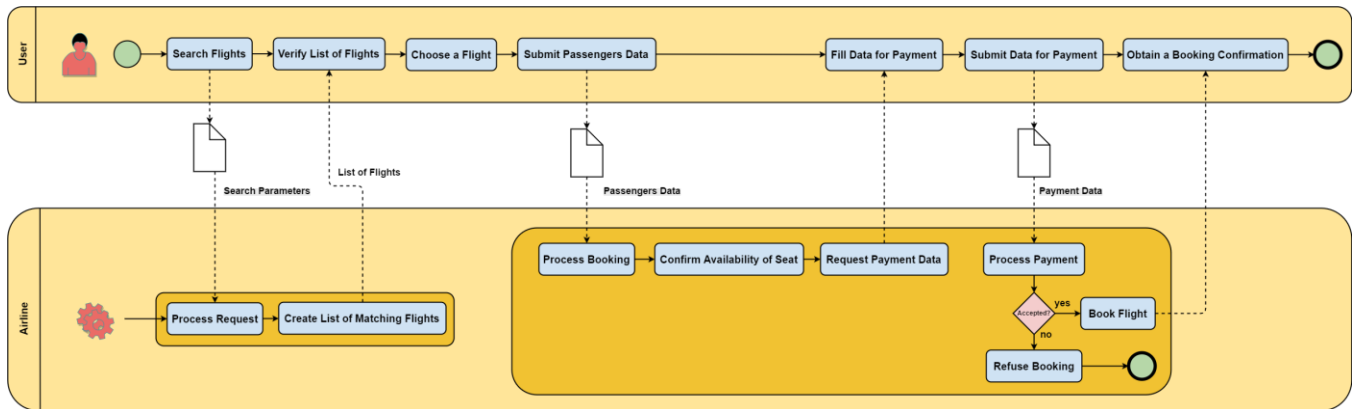 User
Search Flights
Verify List of Flights
Choose a Flight
Submit Passengers Data
Fill Data for Payment
Submit Data for Payment
Obtain a Booking Confirmation
List of Flights
Search Parameters
Passengers Data
Payment Data
Airline
Process Request
Create List of Matching Flights
Process Booking
Confirm Availability of Seat
Request Payment Data
Process Payment
Accepted?
yes
Book Flight
no
Refuse Booking